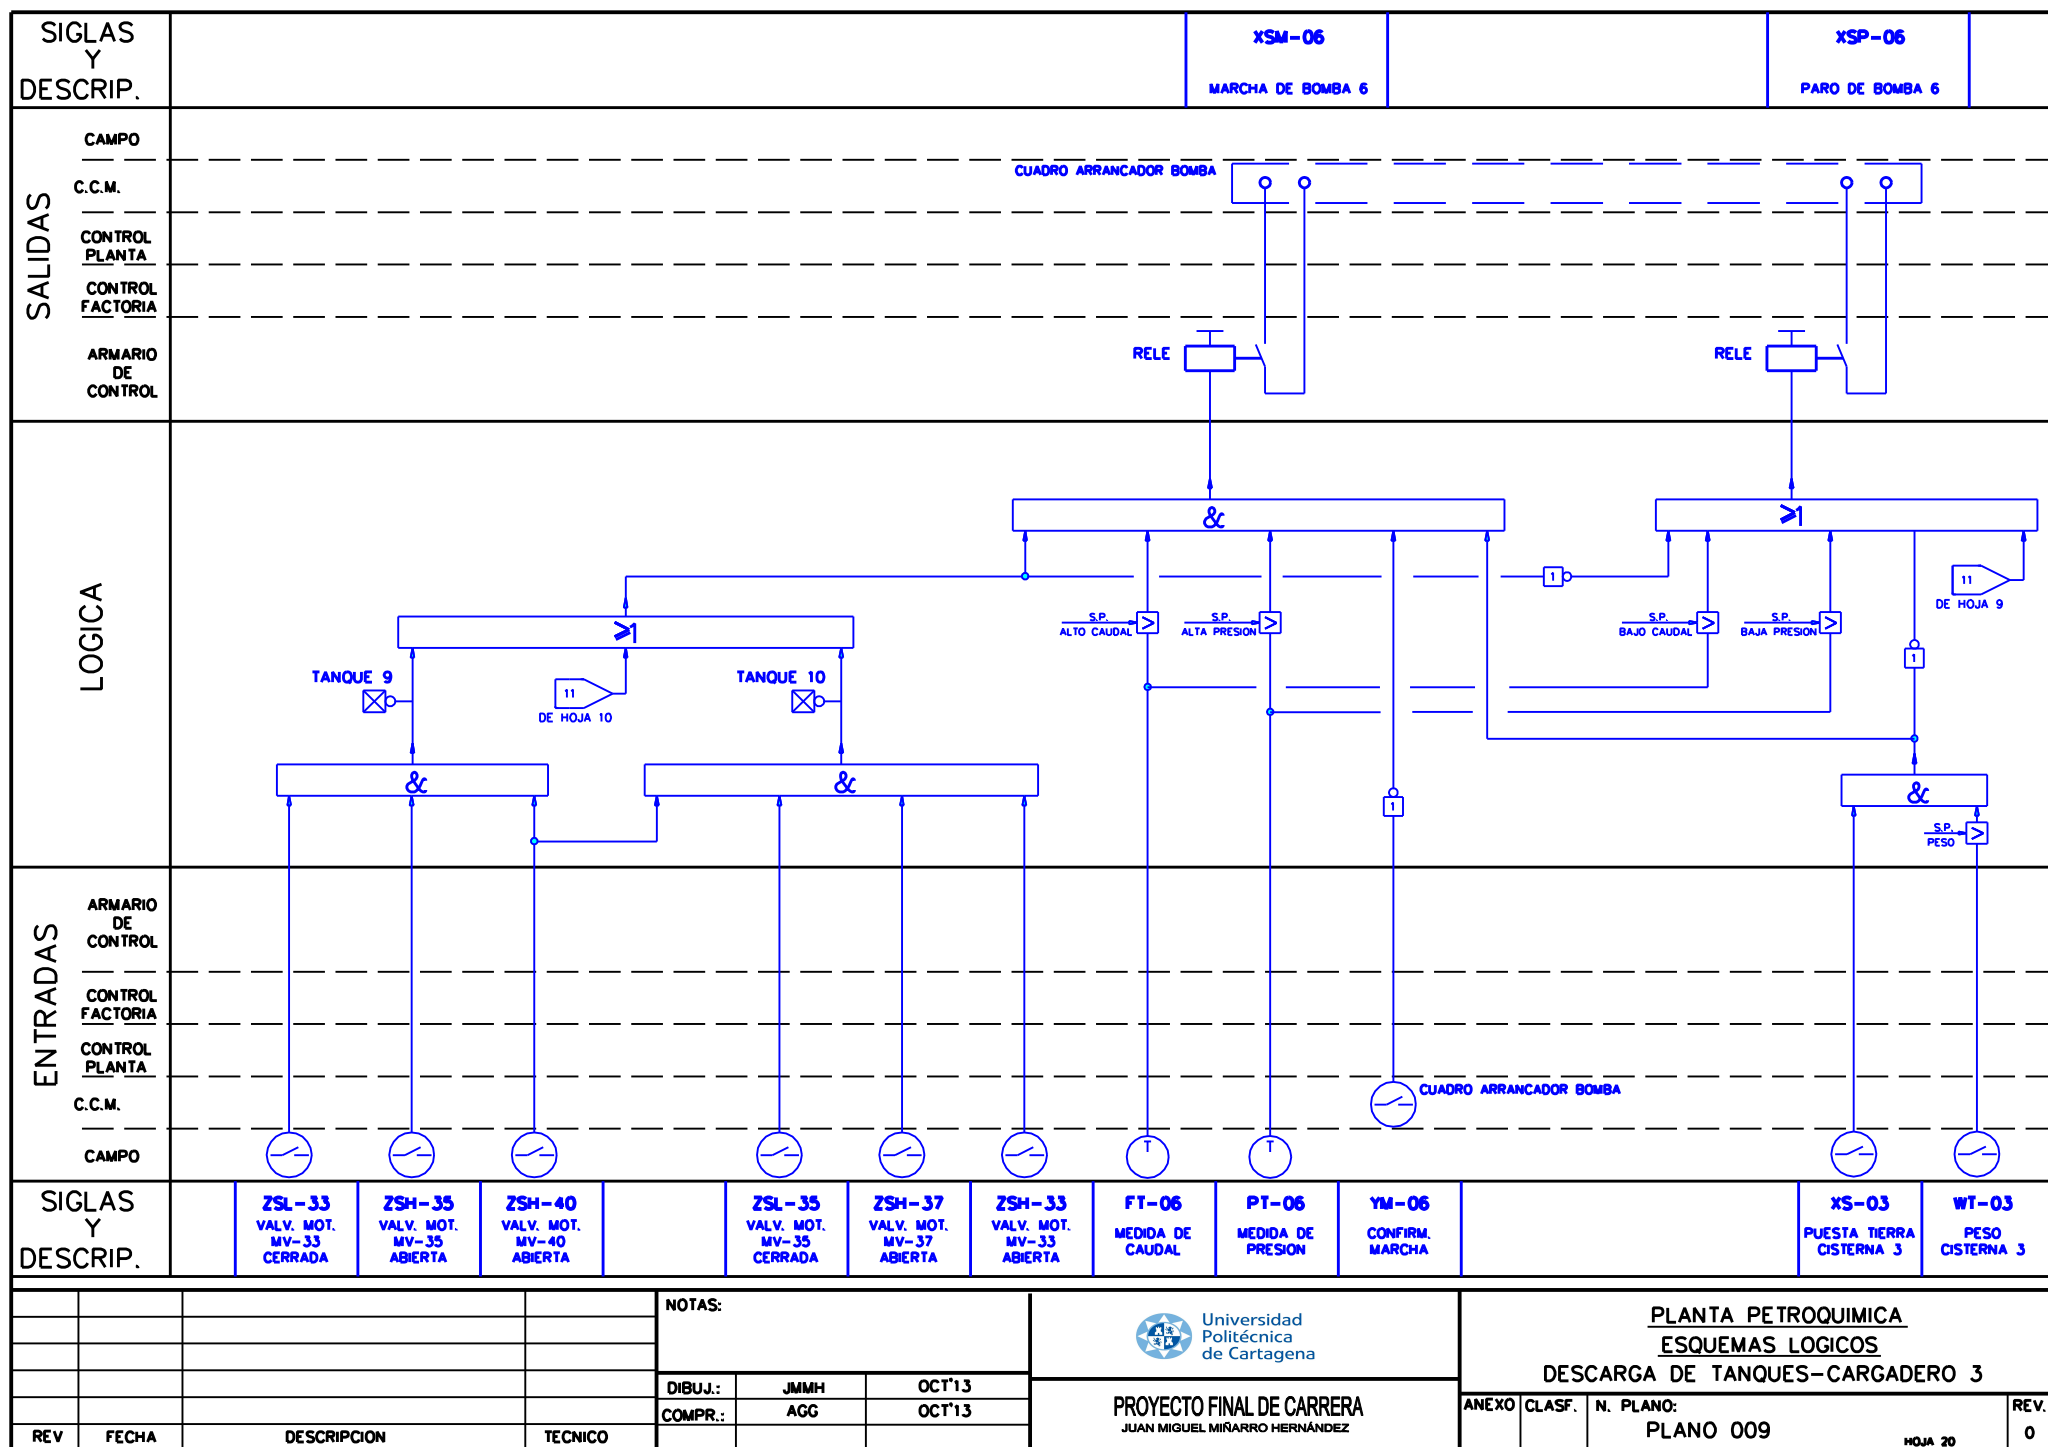 SIGLAS
Y
DESCRIP.
XSM-06
MARCHA DE BOMBA 6
XSP-06
PARO DE BOMBA 6
SALIDAS
CAMPO
C.C.M.
CONTROL
PLANTA
CONTROL
FACTORIA
ARMARIO
DE
CONTROL
CUADRO ARRANCADOR BOMBA
RELE
RELE
LOGICA
&
≥1
11
DE HOJA 9
≥1
S.P.
ALTO CAUDAL
>
S.P.
ALTA PRESION
>
1
S.P.
BAJO CAUDAL
>
S.P.
BAJA PRESION
>
1
TANQUE 9
11
DE HOJA 10
TANQUE 10
&
&
1
&
S.P.
PESO
>
ENTRADAS
ARMARIO
DE
CONTROL
CONTROL
FACTORIA
CONTROL
PLANTA
C.C.M.
CAMPO
CUADRO ARRANCADOR BOMBA
T
T
SIGLAS
Y
DESCRIP.
ZSL-33
VALV. MOT.
MV-33
CERRADA
ZSH-35
VALV. MOT.
MV-35
ABIERTA
ZSH-40
VALV. MOT.
MV-40
ABIERTA
ZSL-35
VALV. MOT.
MV-35
CERRADA
ZSH-37
VALV. MOT.
MV-37
ABIERTA
ZSH-33
VALV. MOT.
MV-33
ABIERTA
FT-06
MEDIDA DE
CAUDAL
PT-06
MEDIDA DE
PRESION
YM-06
CONFIRM.
MARCHA
XS-03
PUESTA TIERRA
CISTERNA 3
WT-03
PESO
CISTERNA 3
REV
FECHA
DESCRIPCION
TECNICO
NOTAS:
DIBUJ.:
JMMH
OCT'13
COMPR.:
AGG
OCT'13
Universidad
Politécnica
de Cartagena
PROYECTO FINAL DE CARRERA
JUAN MIGUEL MIÑARRO HERNÁNDEZ
PLANTA PETROQUIMICA
ESQUEMAS LOGICOS
DESCARGA DE TANQUES-CARGADERO 3
ANEXO
CLASF.
N. PLANO:
PLANO 009
HOJA 20
REV.
0